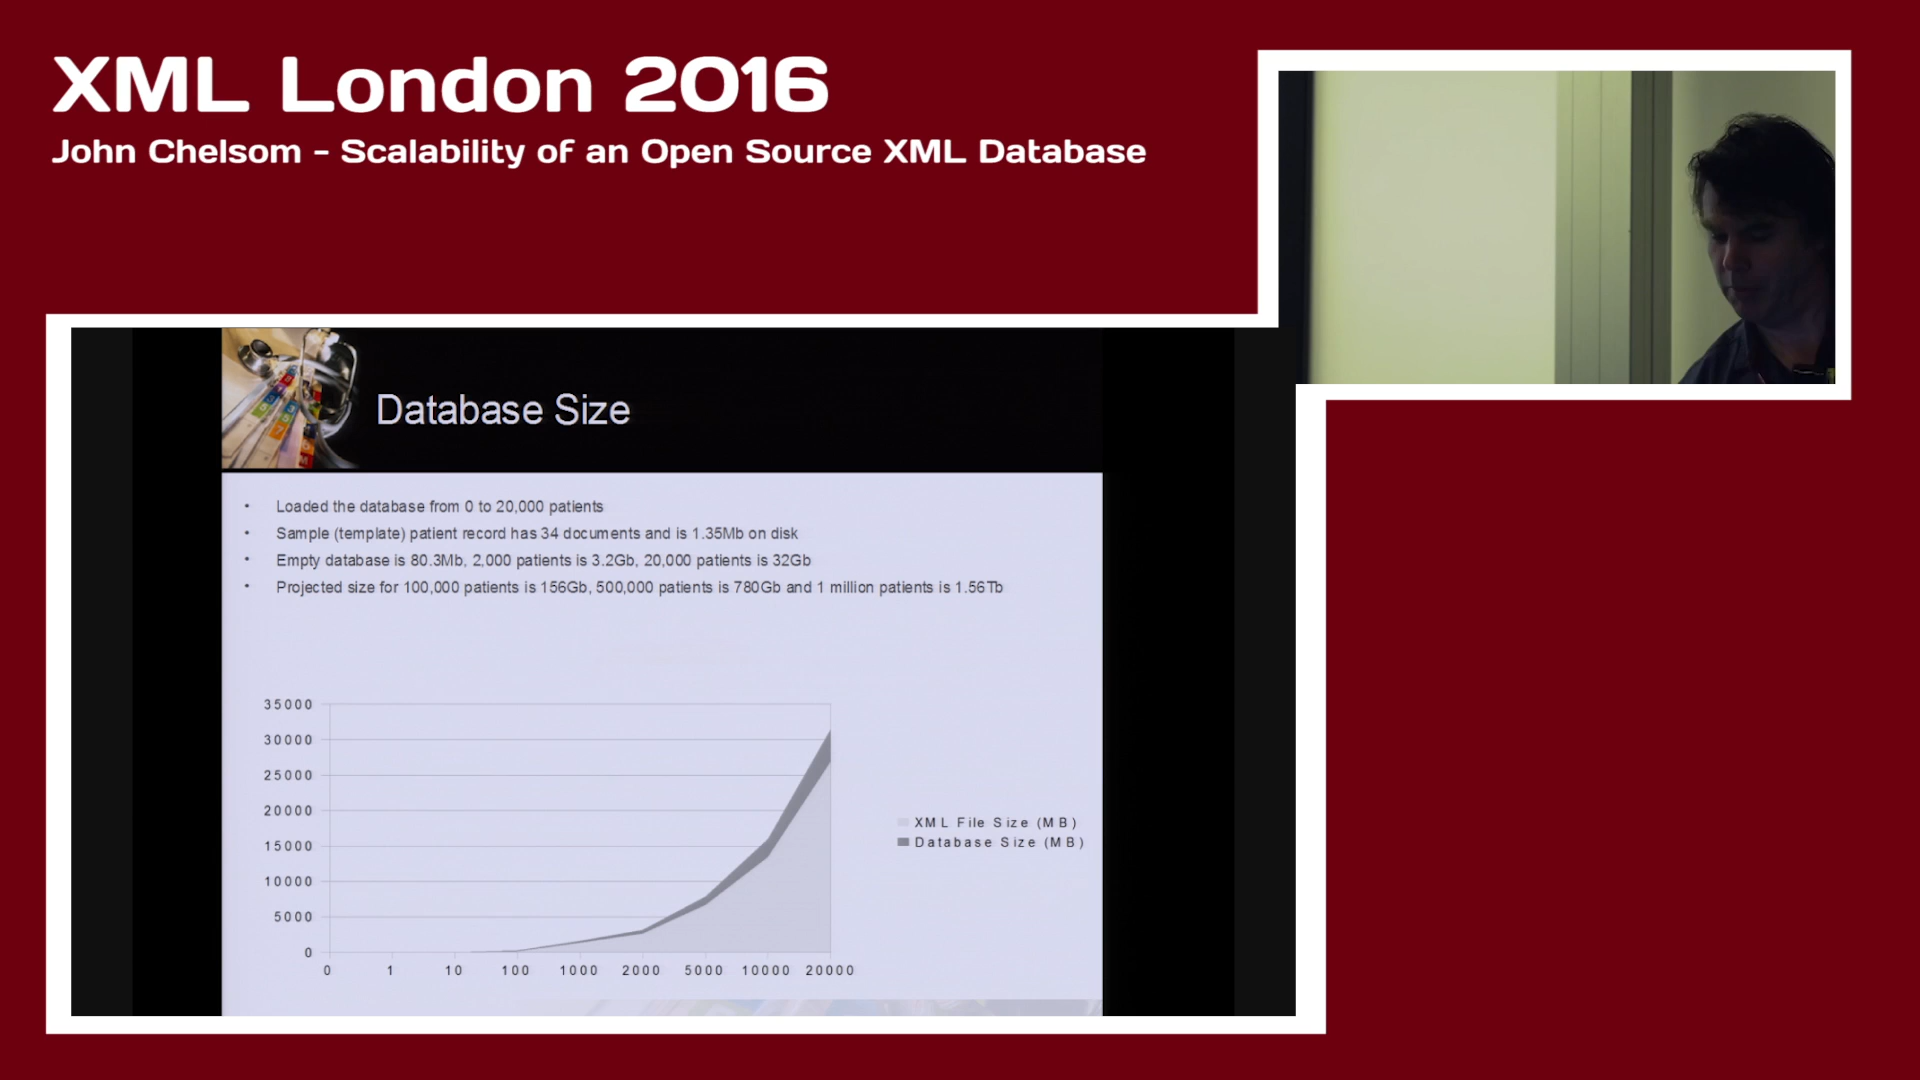 XML London 2016
John Chelsom - Scalability of an Open Source XML Database
Database Size
• Loaded the database from 0 to 20,000 patients
• Sample (template) patient record has 34 documents and is 1.35Mb on disk
• Empty database is 80.3Mb, 2,000 patients is 3.2Gb, 20,000 patients is 32Gb
• Projected size for 100,000 patients is 156Gb, 500,000 patients is 780Gb and 1 million patients is 1.56Tb
35000
30000
25000
20000
15000
10000
5000
0
0 1 10 100 1000 2000 5000 10000 20000
XML File Size (MB)
Database Size (MB)